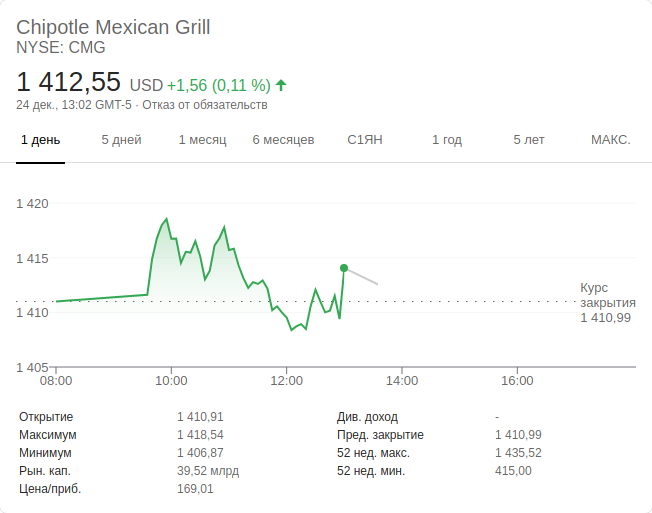 Chipotle Mexican Grill
NYSE: CMG
1 412,55 USD +1,56 (0,11 %)
24 дек., 13:02 GMT-5 · Отказ от обязательств
1 день 5 дней 1 месяц 6 месяцев С1ЯН 1 год 5 лет МАКС.
1 420
1 415
1 410
1 405
Курс
закрытия
1 410,99
08:00 10:00 12:00 14:00 16:00
Открытие 1 410,91 Див. доход -
Максимум 1 418,54 Пред. закрытие 1 410,99
Минимум 1 406,87 52 нед. макс. 1 435,52
Рын. кап. 39,52 млрд 52 нед. мин. 415,00
Цена/приб. 169,01